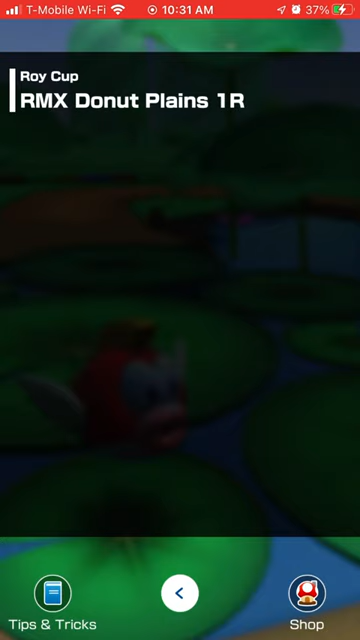 T-Mobile Wi-Fi 10:31 AM 37%
Roy Cup
RMX Donut Plains 1R
Tips & Tricks
Shop